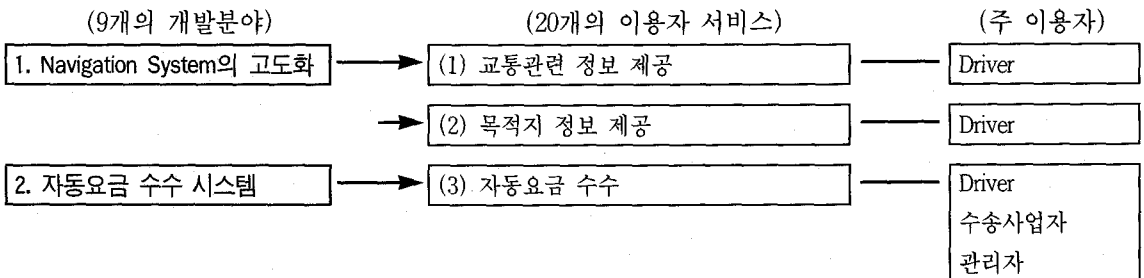 (9개의 개발분야) (20개의 이용자 서비스) (주 이용자)
1. Navigation System의 고도화 (1) 교통관련 정보 제공 Driver
(2) 목적지 정보 제공 Driver
2. 자동요금 수수 시스템 (3) 자동요금 수수 Driver
수송사업자
관리자